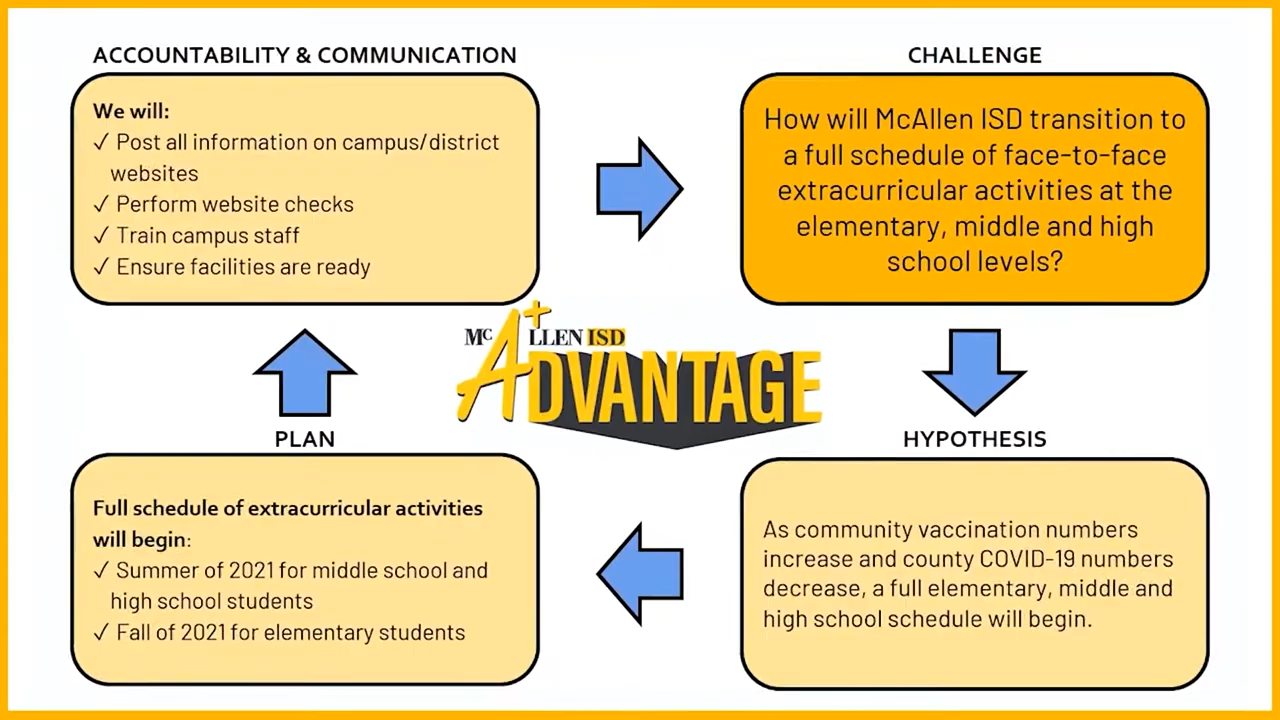 ACCOUNTABILITY & COMMUNICATION
We will:
✓ Post all information on campus/district
websites
✓ Perform website checks
✓ Train campus staff
✓ Ensure facilities are ready
CHALLENGE
How will McAllen ISD transition to
a full schedule of face-to-face
extracurricular activities at the
elementary, middle and high
school levels?
MCALLEN ISD
A+DVANTAGE
HYPOTHESIS
As community vaccination numbers
increase and county COVID-19 numbers
decrease, a full elementary, middle and
high school schedule will begin.
PLAN
Full schedule of extracurricular activities
will begin:
✓ Summer of 2021 for middle school and
high school students
✓ Fall of 2021 for elementary students